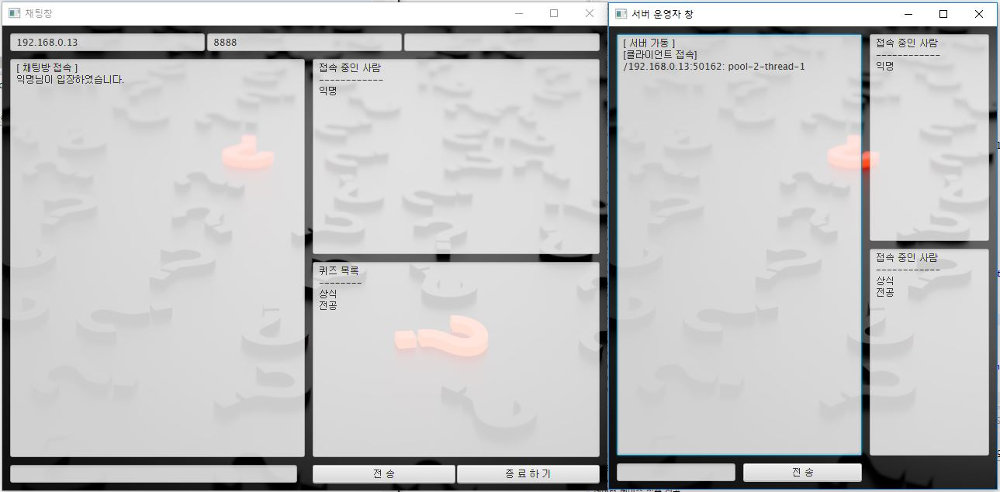 채팅창
192.168.0.13
8888
[ 채팅방 접속 ]
익명님이 입장하였습니다.
접속 중인 사람
------------
익명
퀴즈 목록
--------
상식
전공
전 송
종 료 하 기
서버 운영자 창
[ 서버 가동 ]
[클라이언트 접속]
/192.168.0.13:50162: pool-2-thread-1
접속 중인 사람
------------
익명
접속 중인 사람
------------
상식
전공
전 송